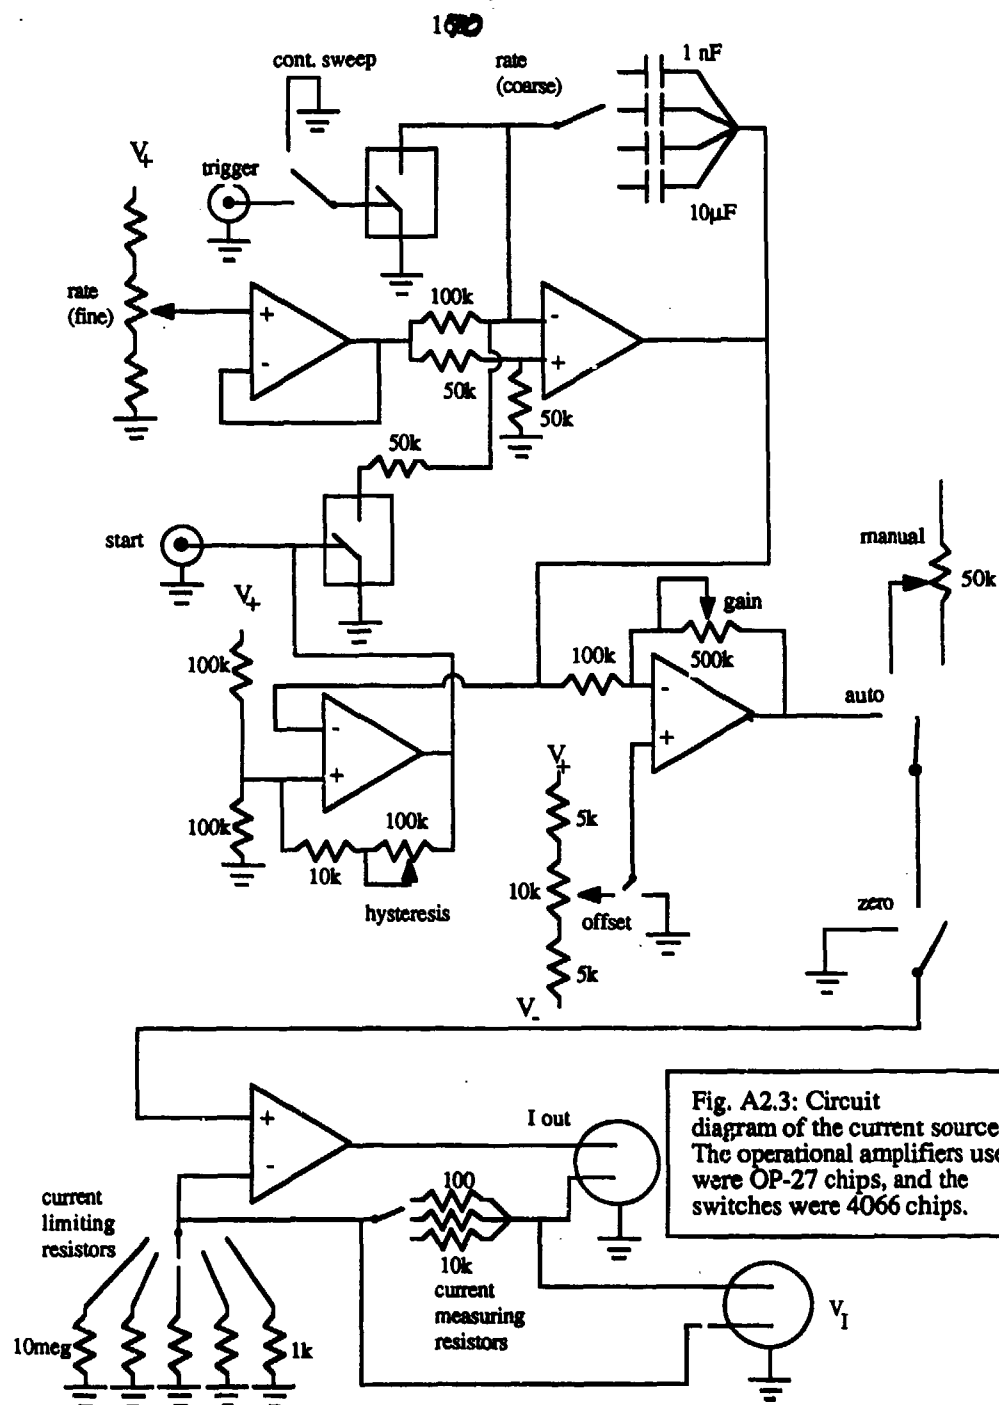 cont. sweep
rate
(coarse)
1 nF
10µF
V+
trigger
rate
(fine)
+
-
100k
50k
-
+
50k
50k
start
V+
100k
100k
-
+
10k
100k
hysteresis
100k
gain
500k
-
+
V+
5k
10k
5k
V-
offset
manual
50k
auto
zero
+
-
I out
current
limiting
resistors
10meg
1k
100
10k
current
measuring
resistors
VI
Fig. A2.3: Circuit
diagram of the current source
The operational amplifiers use
were OP-27 chips, and the
switches were 4066 chips.